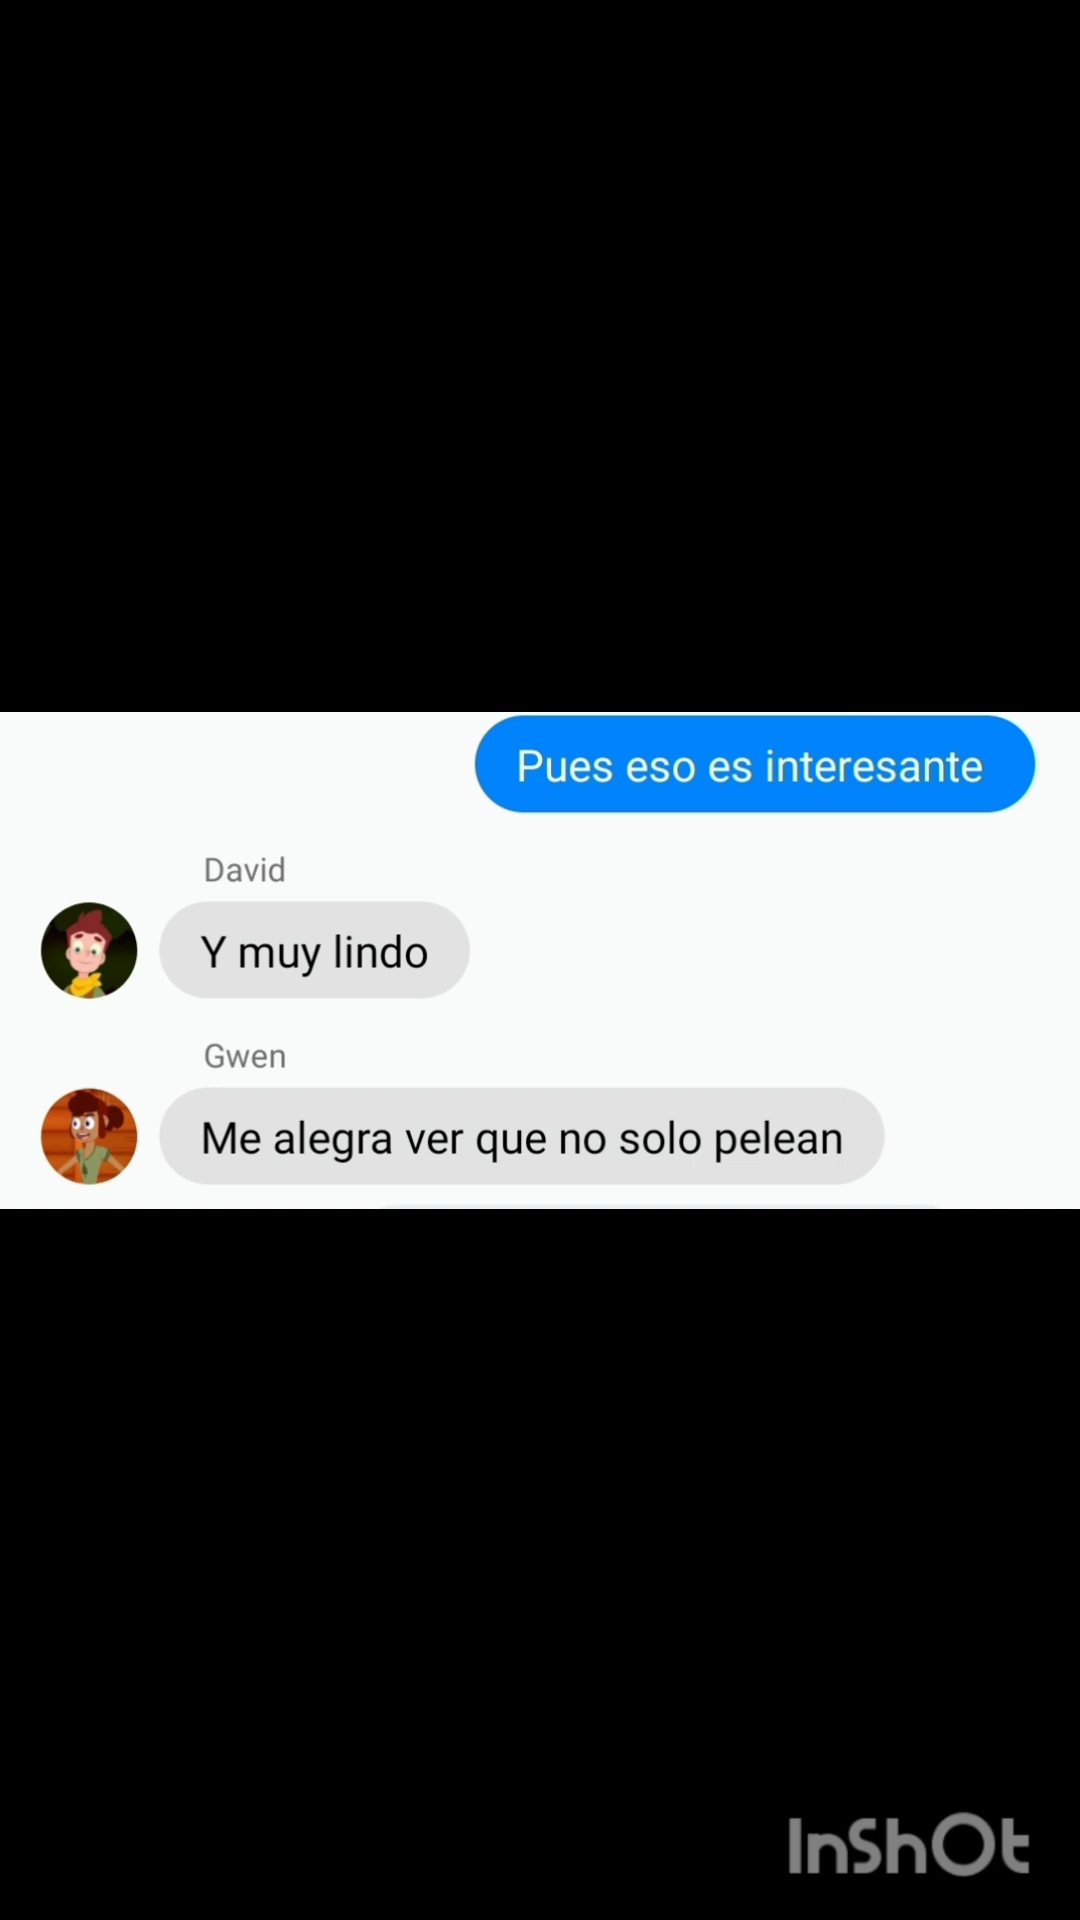 Pues eso es interesante
David
Y muy lindo
Gwen
Me alegra ver que no solo pelean
InShOt